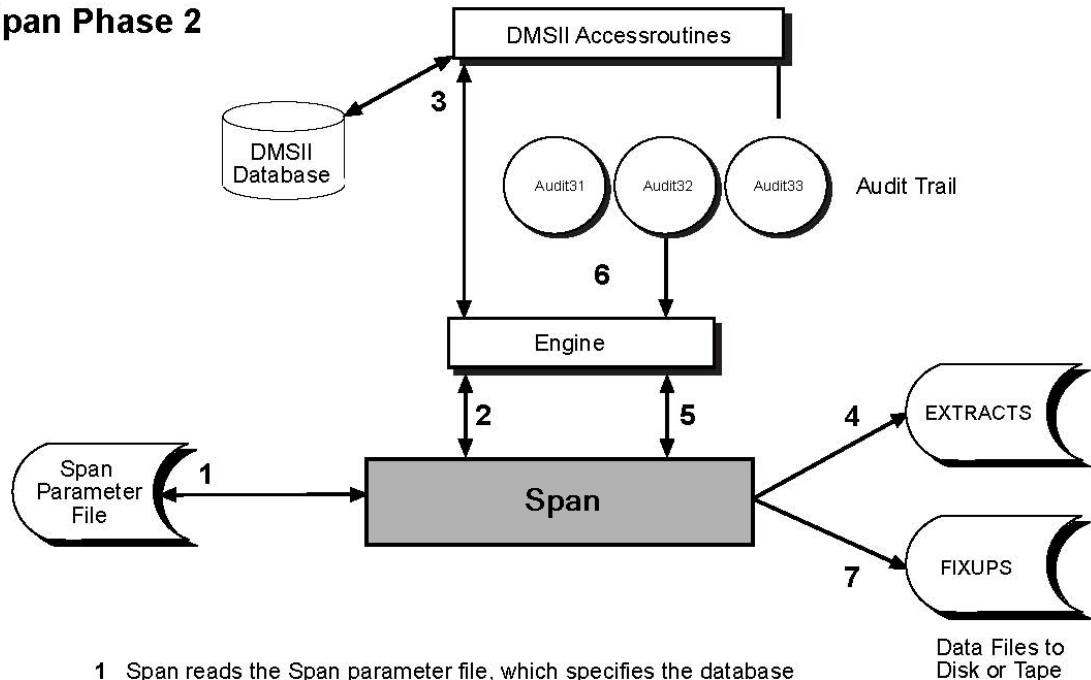 pan Phase 2
DMSII Accessroutines
3
DMSII
Database
Audit31
Audit32
Audit33
Audit Trail
6
Engine
2
5
4
EXTRACTS
Span
Parameter
File
1
Span
7
FIXUPS
Data Files to
Disk or Tape
1 Span reads the Span parameter file, which specifies the database